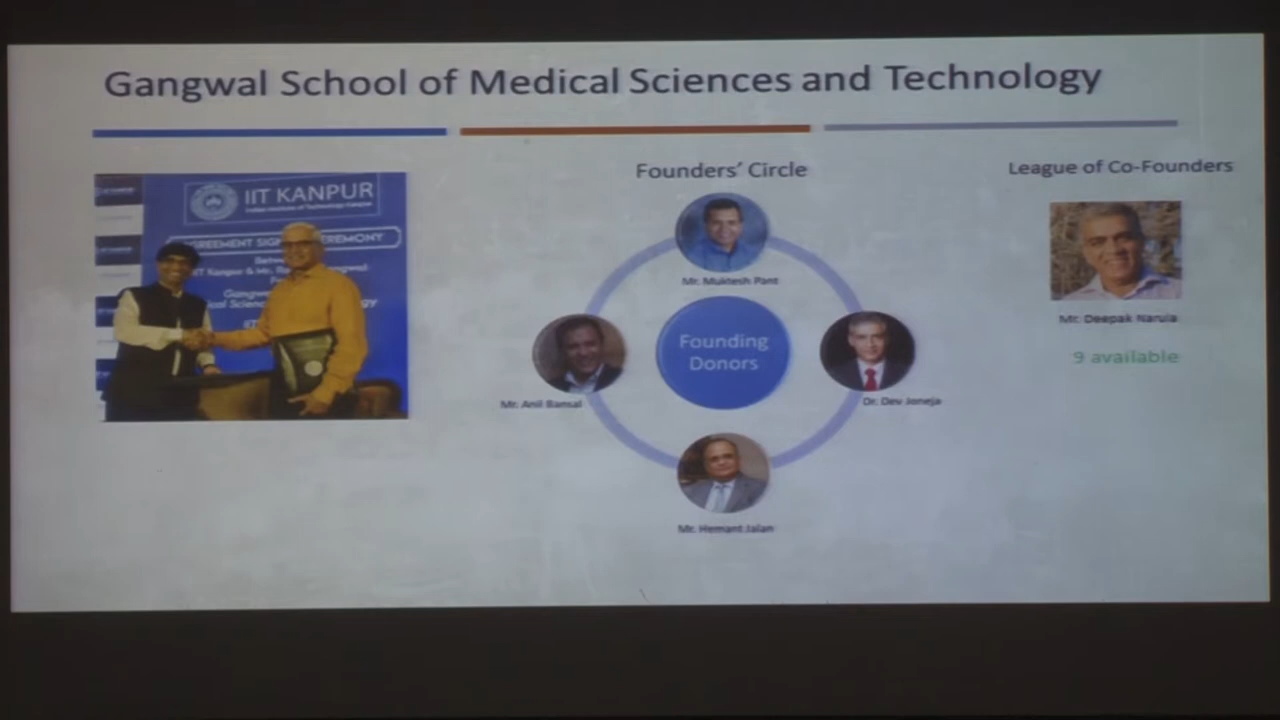 Gangwal School of Medical Sciences and Technology
IIT KANPUR
Founders' Circle
Mr. Muktesh Pant
Founding
Donors
Mr. Anil Bansal
Dr. Dev Joneja
Mr. Hemant Jalan
League of Co-Founders
Mr. Deepak Narula
9 available